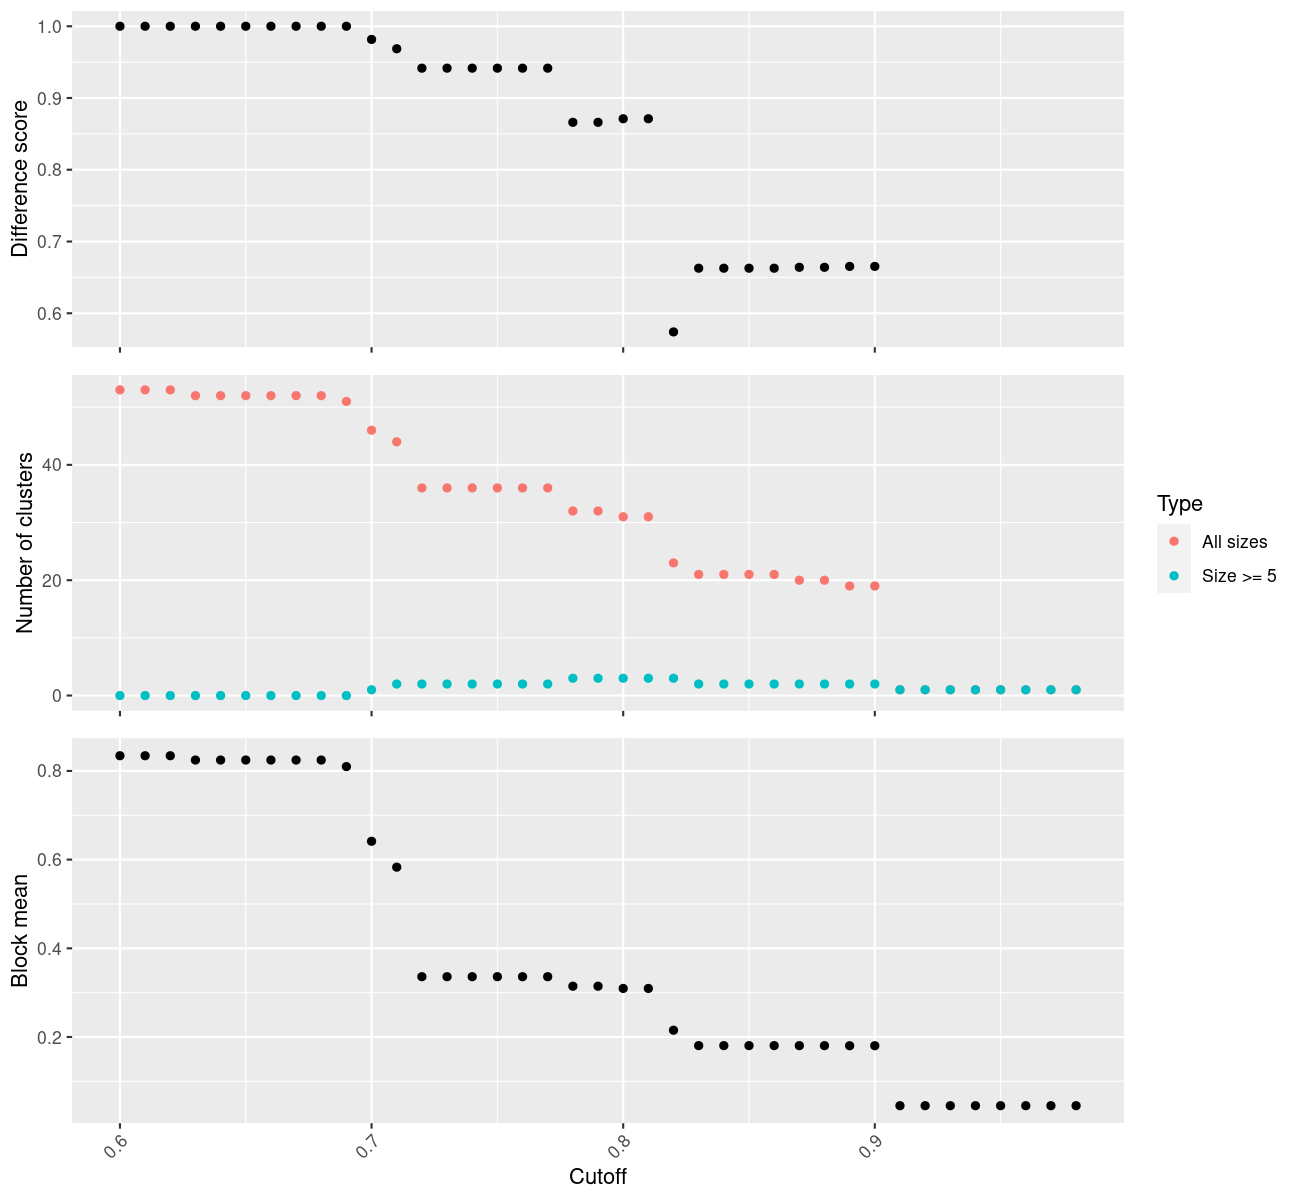 Difference score
1.0
0.9
0.8
0.7
0.6
Number of clusters
40
20
0
Type
All sizes
Size >= 5
Block mean
0.8
0.6
0.4
0.2
0.6
0.7
0.8
0.9
Cutoff